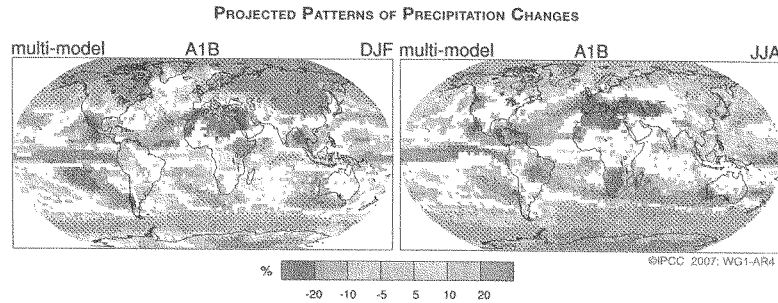 PROJECTED PATTERNS OF PRECIPITATION CHANGES
multi-model A1B DJF multi-model A1B JJA
©IPCC 2007: WG1-AR4
%
-20 -10 -5 5 10 20